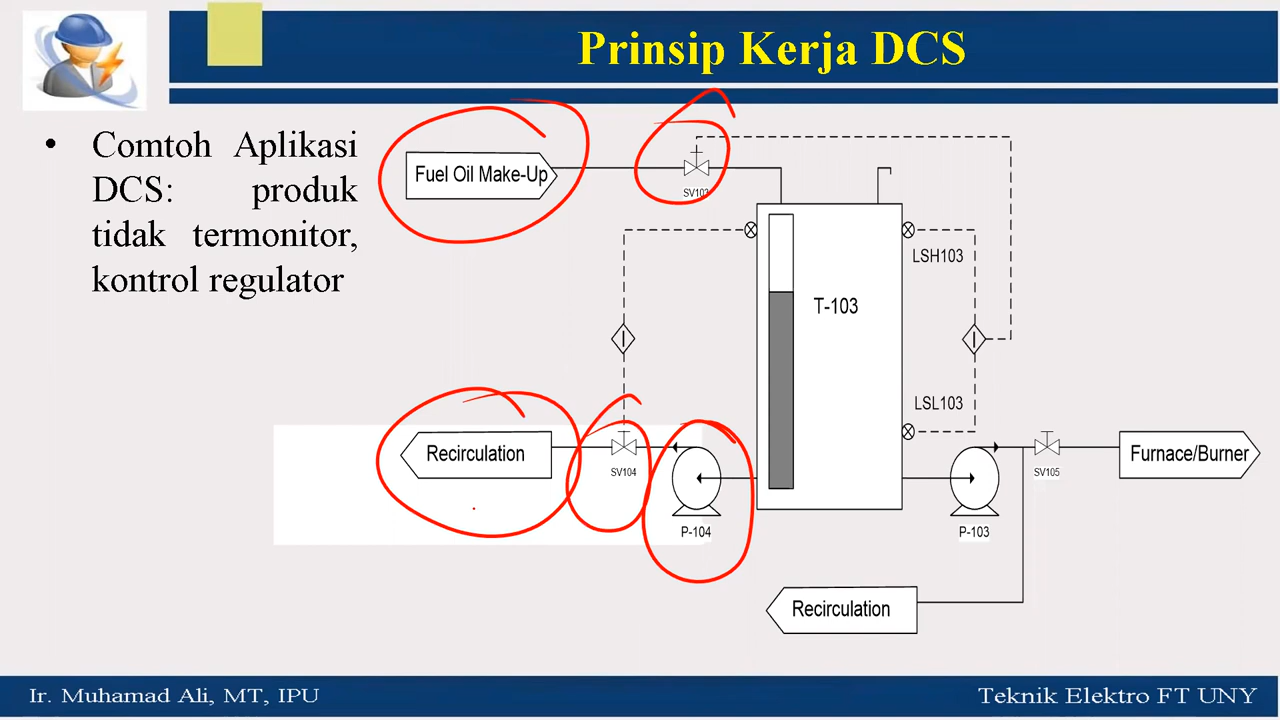 Prinsip Kerja DCS
• Comtoh Aplikasi
DCS: produk
tidak termonitor,
kontrol regulator
Fuel Oil Make-Up
SV103
LSH103
T-103
LSL103
Recirculation
SV104
P-104
P-103
SV105
Furnace/Burner
Recirculation
Ir. Muhamad Ali, MT, IPU
Teknik Elektro FT UNY